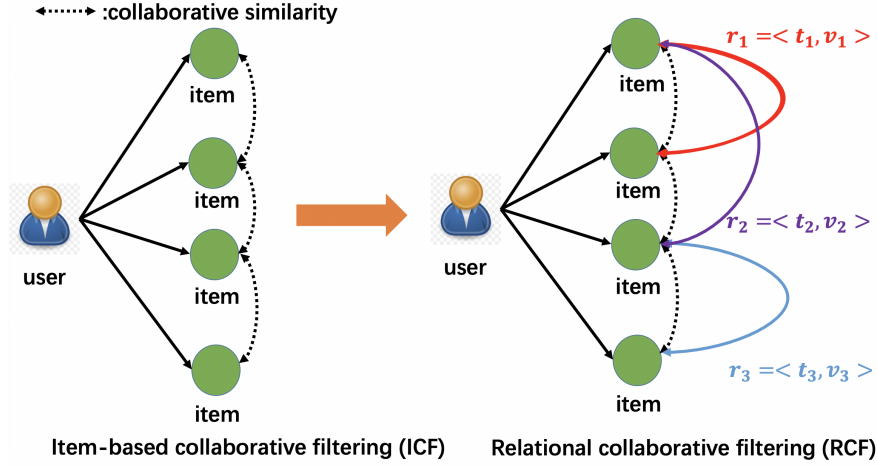 :collaborative similarity
item
item
item
item
user
Item-based collaborative filtering (ICF)
r₁ =< t₁, v₁ >
item
item
r₂ =< t₂, v₂ >
item
user
r₃ =< t₃, v₃ >
item
Relational collaborative filtering (RCF)